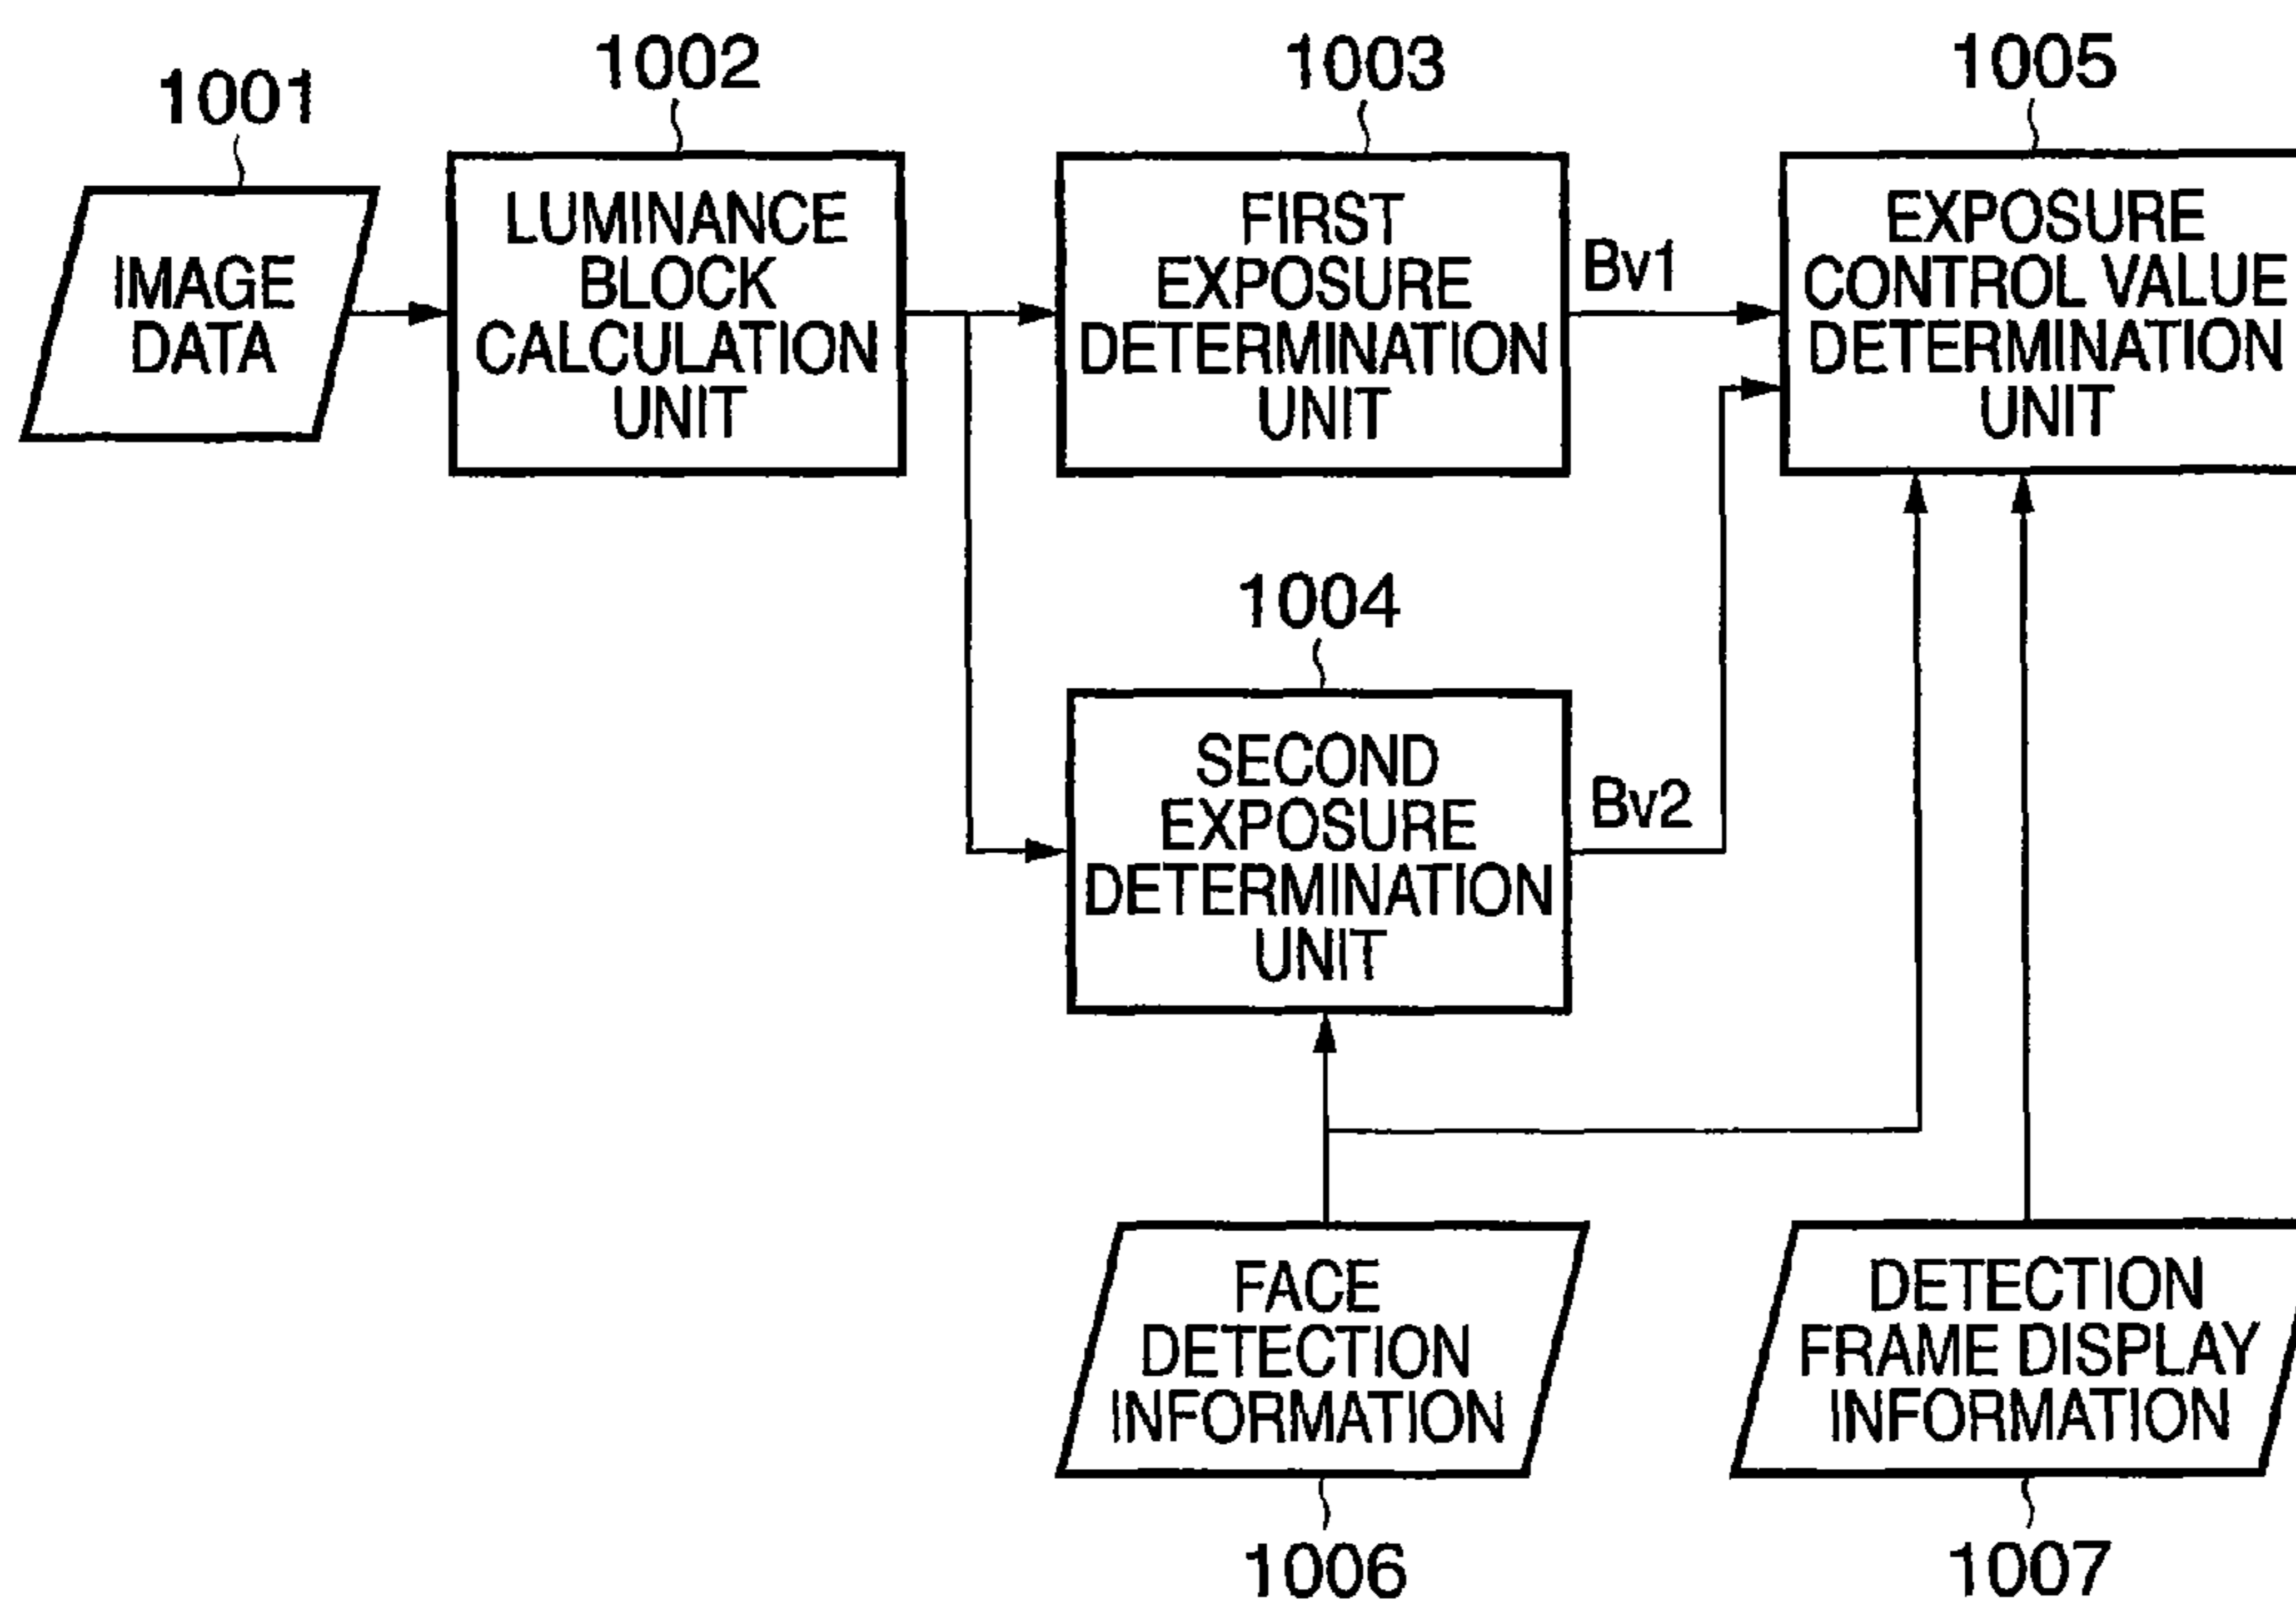 1001
1002
1003
1005
IMAGE
DATA
LUMINANCE
BLOCK
CALCULATION
UNIT
FIRST
EXPOSURE
DETERMINATION
UNIT
Bv1
EXPOSURE
CONTROL VALUE
DETERMINATION
UNIT
1004
SECOND
EXPOSURE
DETERMINATION
UNIT
Bv2
FACE
DETECTION
INFORMATION
DETECTION
FRAME DISPLAY
INFORMATION
1006
1007